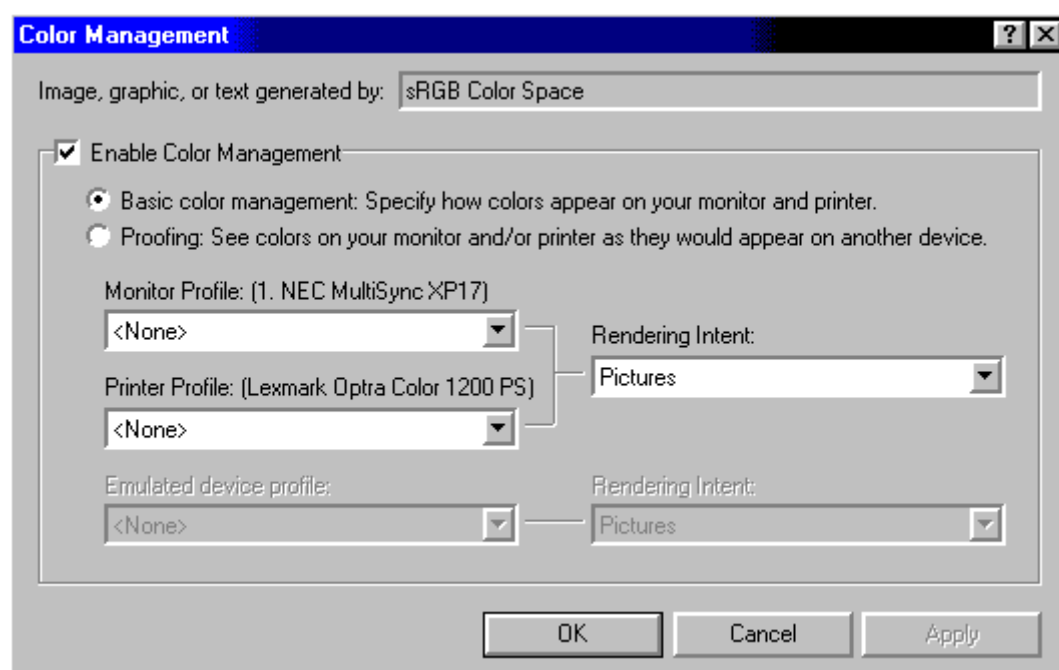 Color Management
Image, graphic, or text generated by: sRGB Color Space
Enable Color Management
Basic color management: Specify how colors appear on your monitor and printer.
Proofing: See colors on your monitor and/or printer as they would appear on another device.
Monitor Profile: (1. NEC MultiSync XP17)
<None>
Rendering Intent:
Pictures
Printer Profile: (Lexmark Optra Color 1200 PS)
<None>
Emulated device profile: Rendering Intent:
<None> Pictures
OK Cancel Apply